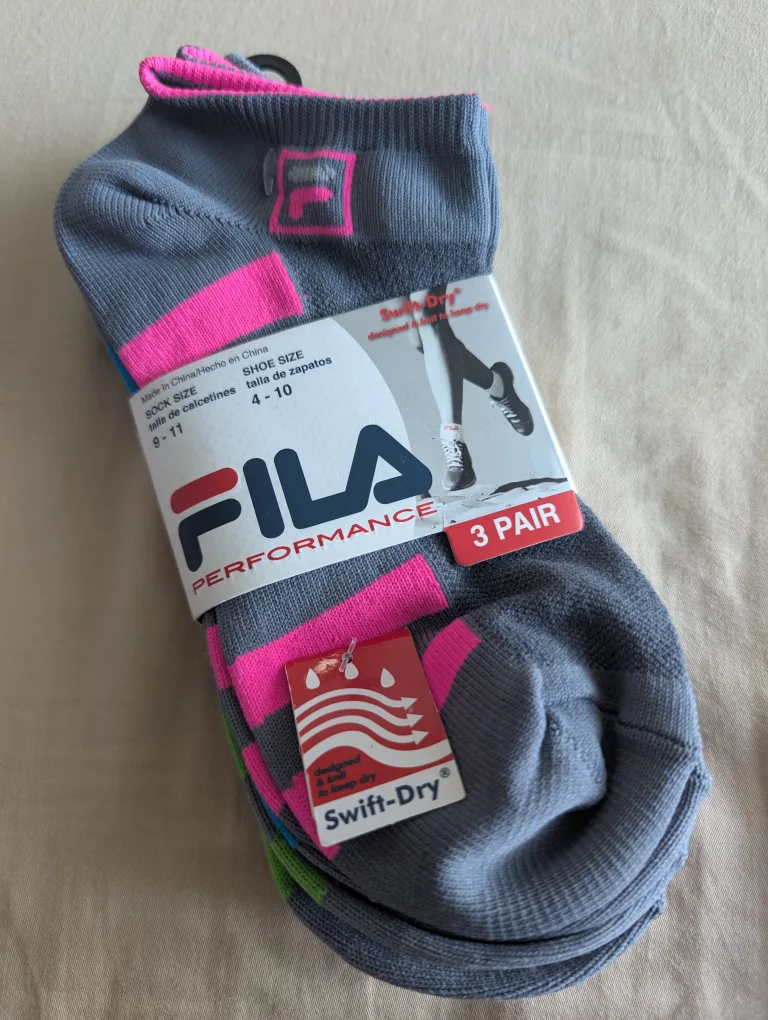 F
Swift-Dry®
designed & knit to keep dry
Made in China/Hecho en China
SOCK SIZE
talla de calcetines
9 - 11
SHOE SIZE
talla de zapatos
4 - 10
FILA
PERFORMANCE
3 PAIR
designed
& knit
to keep dry
Swift-Dry®